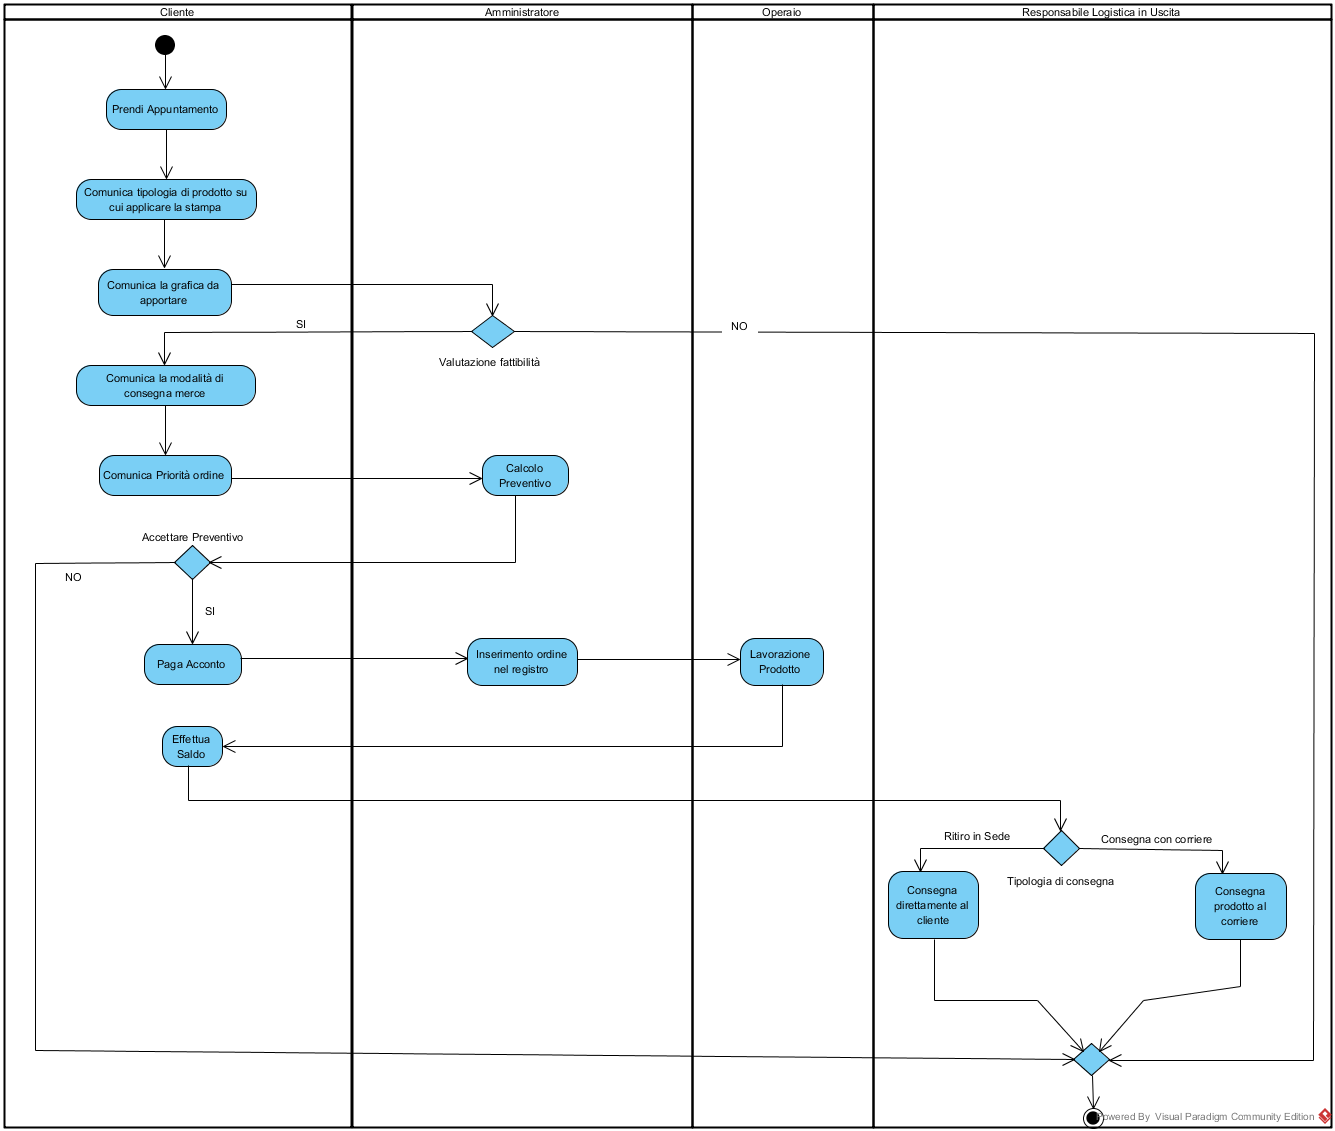 Cliente
Amministratore
Operaio
Responsabile Logistica in Uscita
Prendi Appuntamento
Comunica tipologia di prodotto su
cui applicare la stampa
Comunica la grafica da
apportare
SI
NO
Valutazione fattibilità
Comunica la modalità di
consegna merce
Comunica Priorità ordine
Calcolo
Preventivo
Accettare Preventivo
NO
SI
Paga Acconto
Inserimento ordine
nel registro
Lavorazione
Prodotto
Effettua
Saldo
Ritiro in Sede
Consegna con corriere
Tipologia di consegna
Consegna
direttamente al
cliente
Consegna
prodotto al
corriere
Powered By Visual Paradigm Community Edition